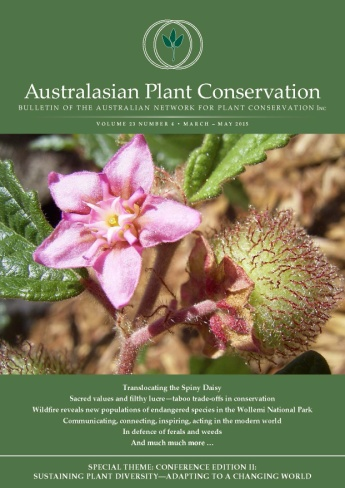 Australasian Plant Conservation
BULLETIN OF THE AUSTRALIAN NETWORK FOR PLANT CONSERVATION Inc
VOLUME 23 NUMBER 4 • MARCH – MAY 2015
Translocating the Spiny Daisy
Sacred values and filthy lucre—taboo trade-offs in conservation
Wildfire reveals new populations of endangered species in the Wollemi National Park
Communicating, connecting, inspiring, acting in the modern world
In defence of ferals and weeds
And much much more …
SPECIAL THEME: CONFERENCE EDITION II:
SUSTAINING PLANT DIVERSITY—ADAPTING TO A CHANGING WORLD